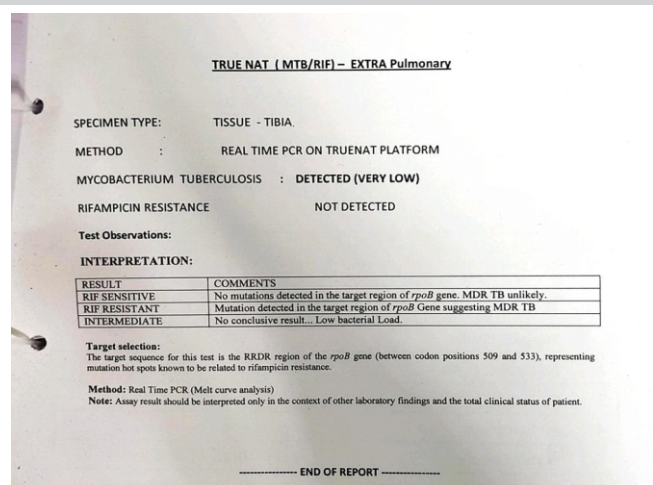 TRUE NAT ( MTB/RIF) – EXTRA Pulmonary
SPECIMEN TYPE: TISSUE - TIBIA.
METHOD : REAL TIME PCR ON TRUENAT PLATFORM
MYCOBACTERIUM TUBERCULOSIS : DETECTED (VERY LOW)
RIFAMPICIN RESISTANCE NOT DETECTED
Test Observations:
INTERPRETATION:
RESULT COMMENTS
RIF SENSITIVE No mutations detected in the target region of rpoB gene. MDR TB unlikely.
RIF RESISTANT Mutation detected in the target region of rpoB Gene suggesting MDR TB
INTERMEDIATE No conclusive result... Low bacterial Load.
Target selection:
The target sequence for this test is the RRDR region of the rpoB gene (between codon positions 509 and 533), representing
mutation hot spots known to be related to rifampicin resistance.
Method: Real Time PCR (Melt curve analysis)
Note: Assay result should be interpreted only in the context of other laboratory findings and the total clinical status of patient.
---------------- END OF REPORT ----------------